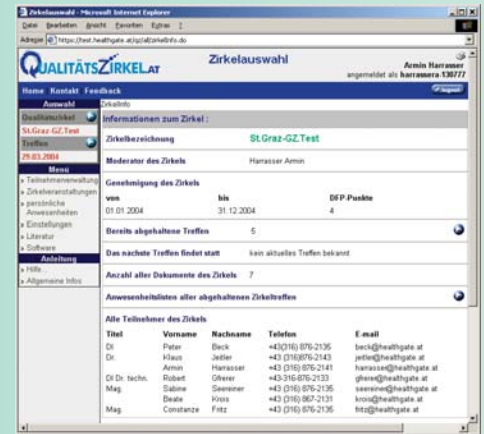 Zirkelauswahl - Microsoft Internet Explorer
Datei Bearbeiten Ansicht Favoriten Extras ?
Adresse https://test.healthgate.at/qz/all/zirkelinfo.do
QUALITÄTSZIRKEL.AT
Zirkelauswahl
Armin Harrasser
angemeldet als harrassera-130777
Home Kontakt Feedback
logout
Auswahl
Qualitätszirkel
St.Graz-GZ.Test
Treffen
29.03.2004
Menü
» Teilnehmerverwaltung
» Zirkelveranstaltungen
» persönliche
Anwesenheiten
» Einstellungen
» Literatur
» Software
Anleitung
» Hilfe...
» Allgemeine Infos
ZirkelInfo
Informationen zum Zirkel :
Zirkelbezeichnung St.Graz-GZ.Test
Moderator des Zirkels Harrasser Armin
Genehmigung des Zirkels
von bis DFP-Punkte
01.01.2004 31.12.2004 4
Bereits abgehaltene Treffen 5
Das nächste Treffen findet statt kein aktuelles Treffen bekannt
Anzahl aller Dokumente des Zirkels 7
Anwesenheitslisten aller abgehaltenen Zirkeltreffen
Alle Teilnehmer des Zirkels
Titel Vorname Nachname Telefon E-mail
DI Peter Beck +43(316) 876-2135 beck@healthgate.at
Dr. Klaus Jeitler +43 (316)876-2143 jeitler@healthgate.at
Armin Harrasser +43 (316) 876-2141 harrasser@healthgate.at
DI Dr. techn. Robert Gfrerer +43-316-876-2133 gfrerer@healthgate.at
Mag. Sabine Seereiner +43 (316) 876-2135 seereiner@healthgate.at
Beate Krois +43 (316) 867-2131 krois@healthgate.at
Mag. Constanze Fritz +43 (316) 876-2135 fritz@healthgate.at